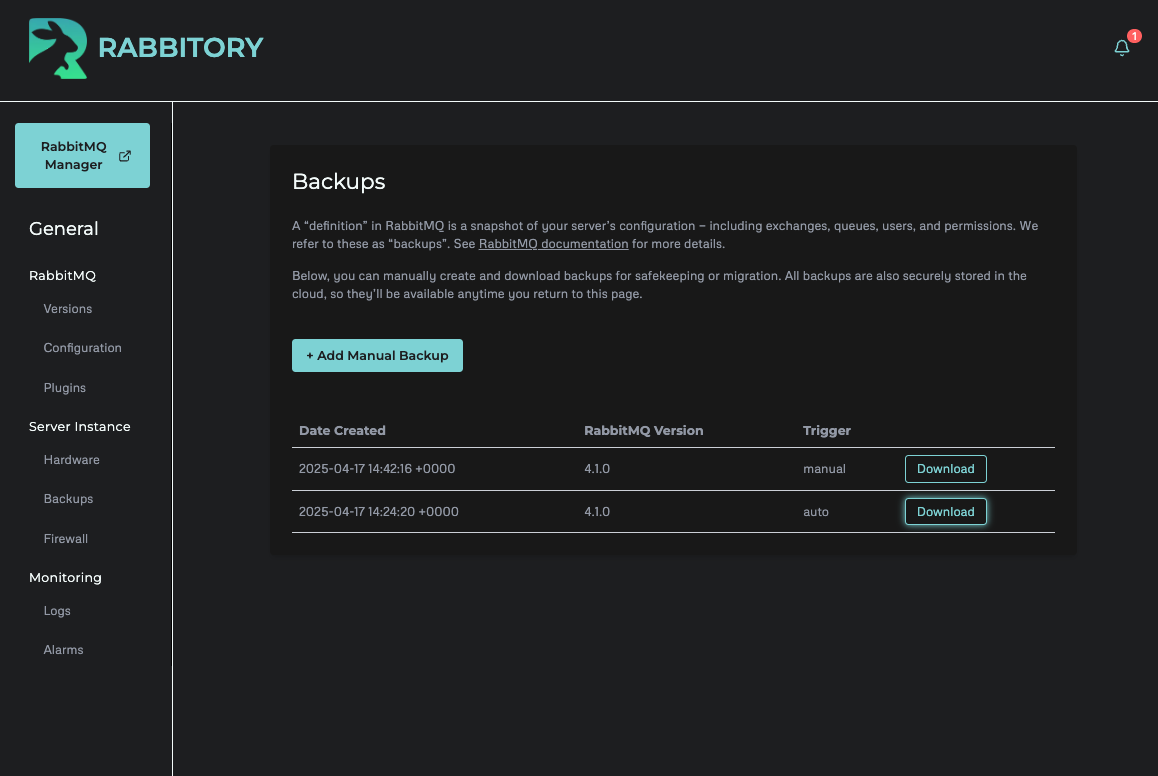 RABBITORY
1
RabbitMQ
Manager
General
RabbitMQ
Versions
Configuration
Plugins
Server Instance
Hardware
Backups
Firewall
Monitoring
Logs
Alarms
Backups
A “definition” in RabbitMQ is a snapshot of your server’s configuration – including exchanges, queues, users, and permissions. We
refer to these as “backups”. See RabbitMQ documentation for more details.
Below, you can manually create and download backups for safekeeping or migration. All backups are also securely stored in the
cloud, so they’ll be available anytime you return to this page.
+ Add Manual Backup
Date Created RabbitMQ Version Trigger
2025-04-17 14:42:16 +0000 4.1.0 manual Download
2025-04-17 14:24:20 +0000 4.1.0 auto Download